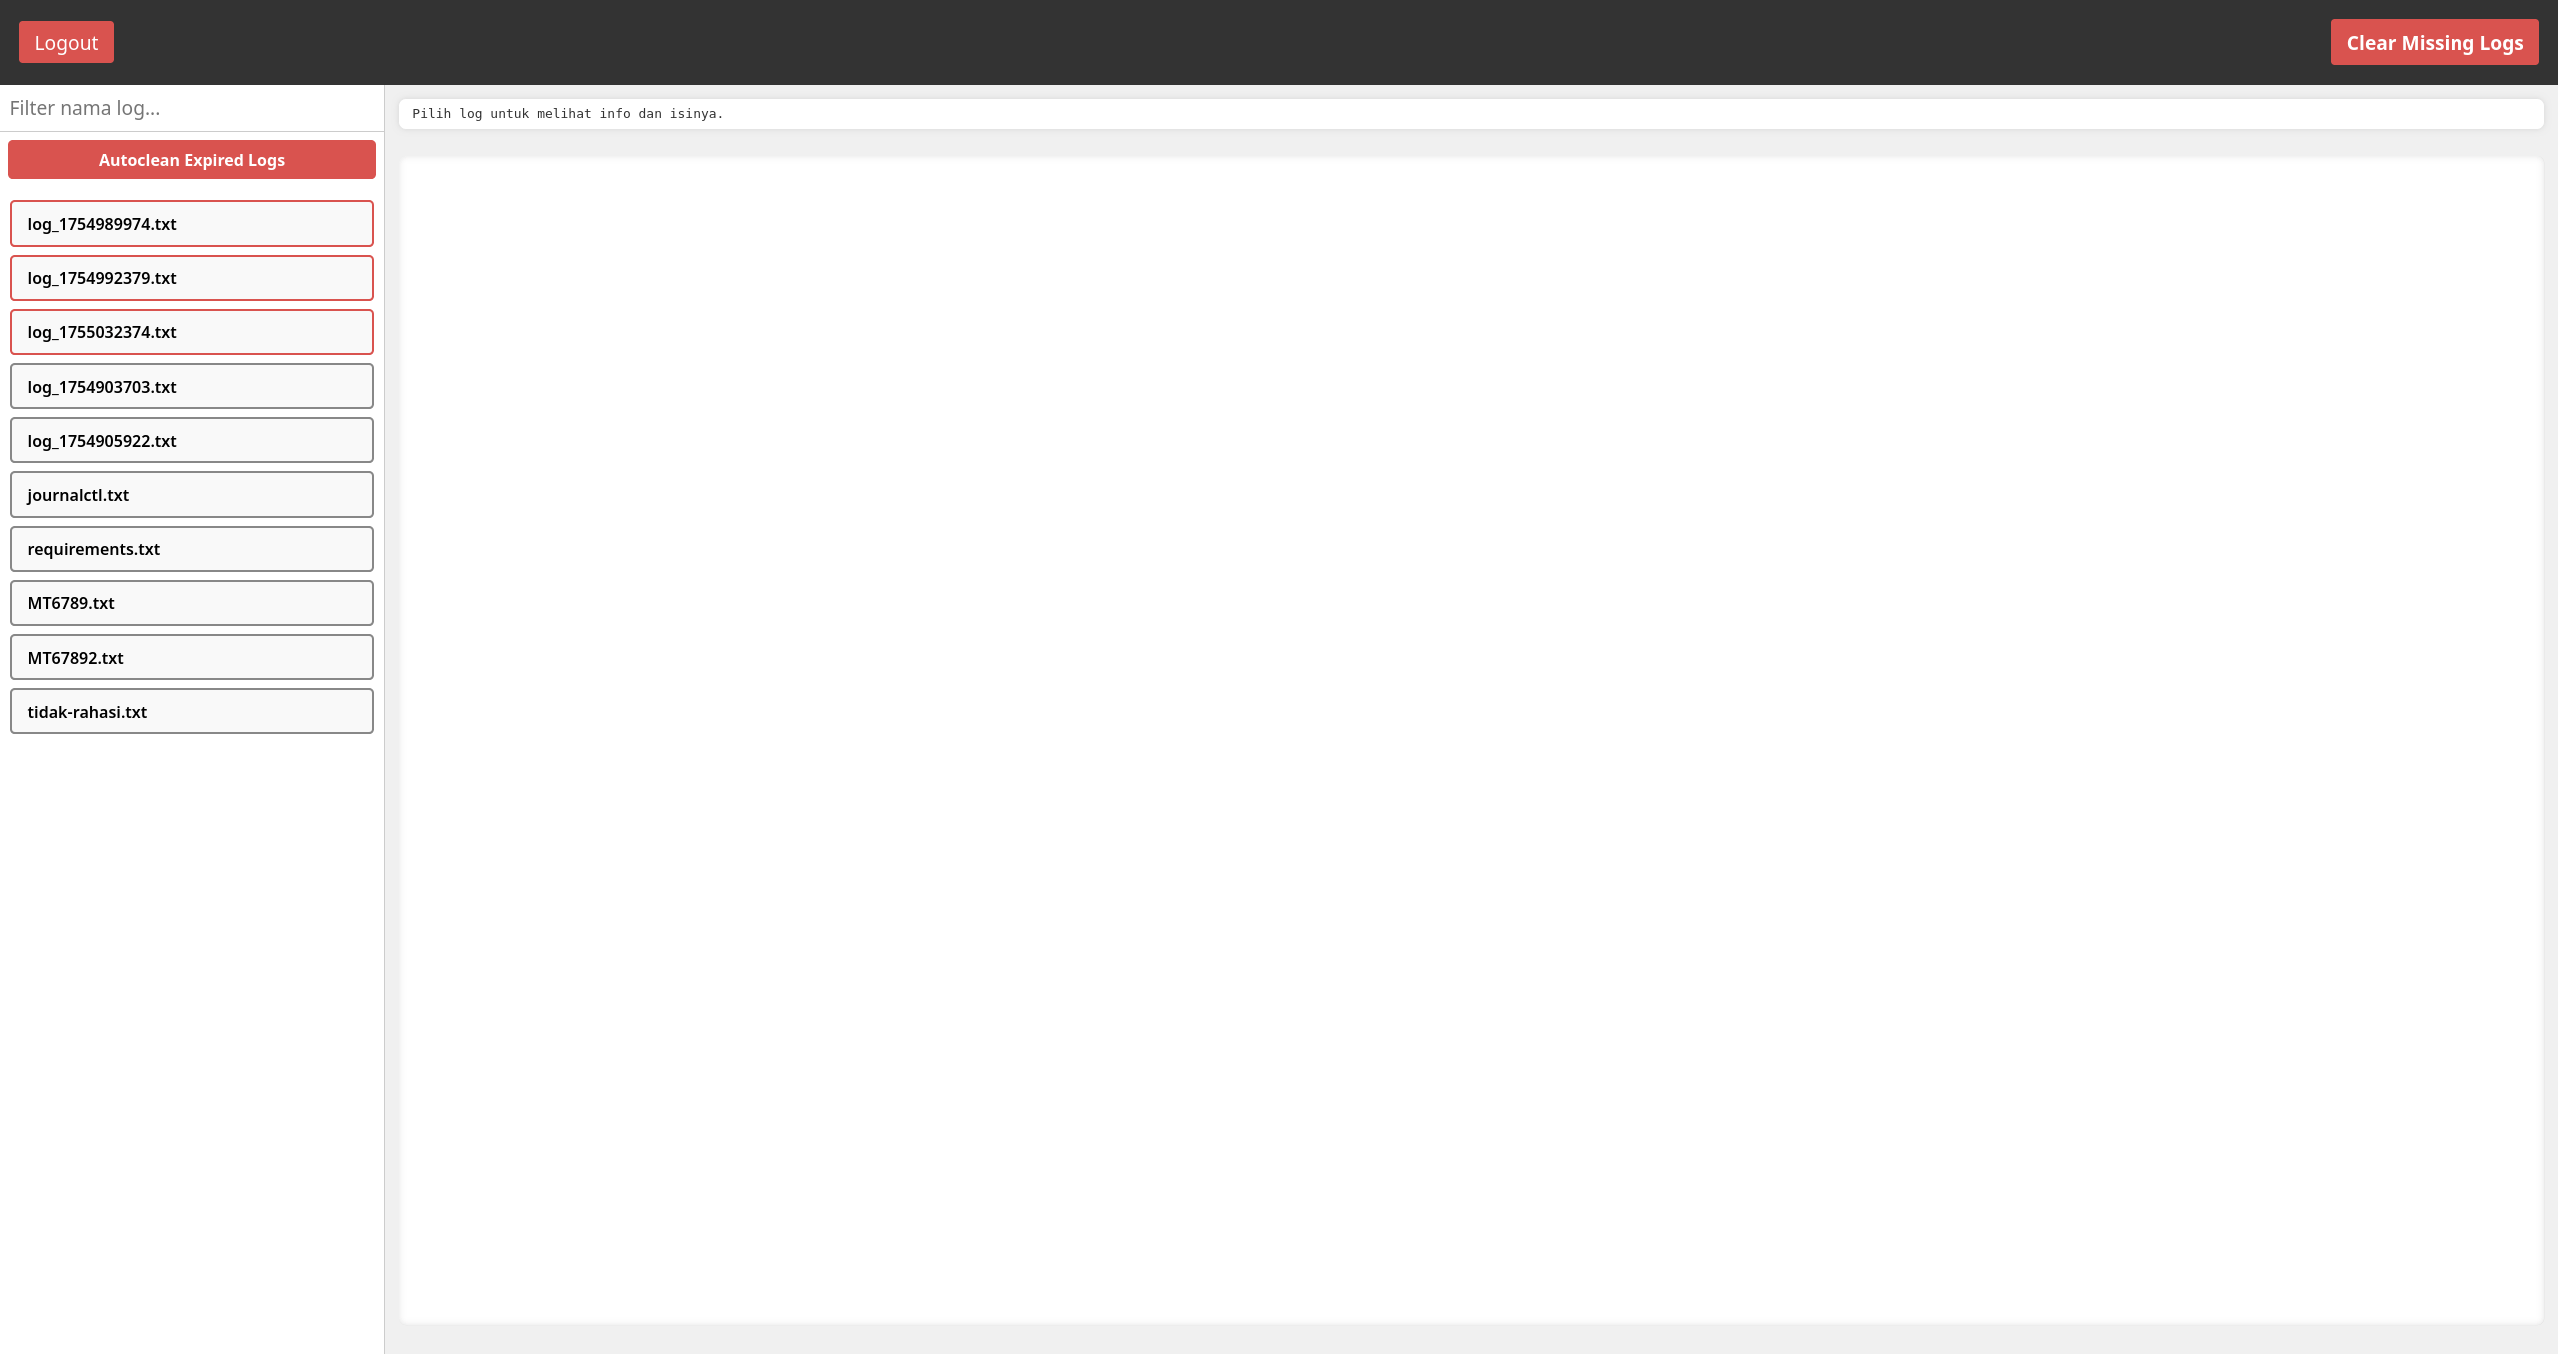 Logout
Clear Missing Logs
Filter nama log...
Pilih log untuk melihat info dan isinya.
Autoclean Expired Logs
log_1754989974.txt
log_1754992379.txt
log_1755032374.txt
log_1754903703.txt
log_1754905922.txt
journalctl.txt
requirements.txt
MT6789.txt
MT67892.txt
tidak-rahasi.txt